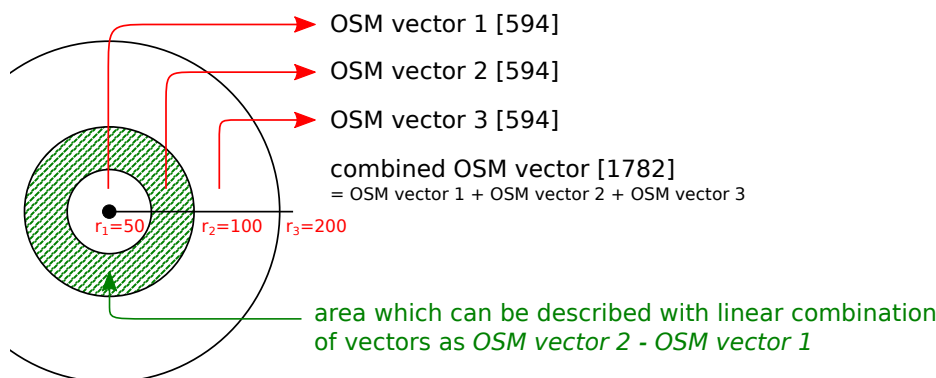 OSM vector 1 [594]
OSM vector 2 [594]
OSM vector 3 [594]
combined OSM vector [1782]
= OSM vector 1 + OSM vector 2 + OSM vector 3
r₁=50 r₂=100 r₃=200
area which can be described with linear combination
of vectors as OSM vector 2 - OSM vector 1